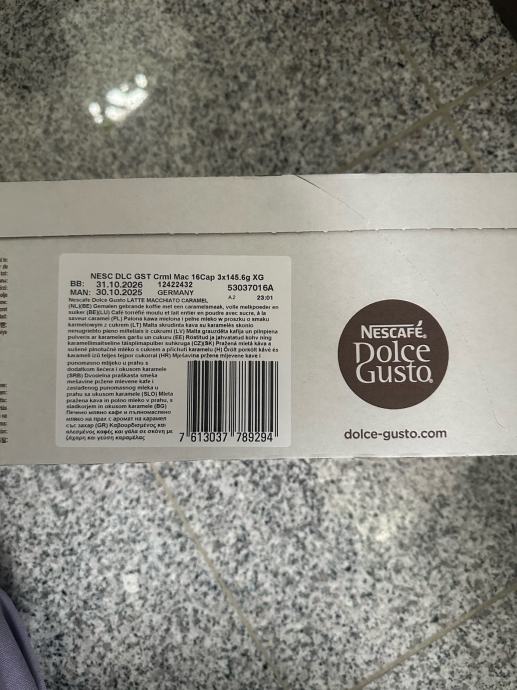 NESC DLC GST Crml Mac 16Cap 3x145.6g XG
BB: 31.10.2026 12422432 53037016A
MAN: 30.10.2025 GERMANY A2 23:01
Nescafe Dolce Gusto LATTE MACCHIATO CARAMEL
(NL)(BE) Gemalen gebrande koffie met een caramelsmaak, volle melkpoeder en
suiker (BE)(LU) Café torréfié moulu et lait entier en poudre avec sucre, à la
saveur caramel (PL) Palona kawa mielona i pełne mleko w proszku o smaku
karmelowym z cukrem (LT) Malta skrudinta kava su karamelės skonio
nenugriebto pieno milteliais ir cukrumi (LV) Malta grauzdēta kafija un pilnpiena
pulveris ar karameles garšu un cukuru (EE) Röstitud ja jahvatatud kohv ning
karamellimaitseline täispiimapulber suhkruga (CZ)(SK) Pražená mletá káva a
sušené plnotučné mléko s cukrem a příchutí karamelu (H) Őrölt pörkölt kávé és
karamell ízű teljes tejpor cukorral (HR) Mješavina pržene mljevene kave i
punomasnog mlijeka u prahu s
dodatkom šećera i okusom karamele
(SRB) Dvodelna praškasta smeša
mešavine pržene mlevene kafe i
zaslađenog punomasnog mleka u
prahu sa ukusom karamele (SLO) Mleta
pražena kava in polno mleko v prahu, s
sladkorjem in okusom karamele (BG)
Печено мляно кафе и пълномаслено
мляко на прах с аромат на карамел
със захар (GR) Καβουρδισμένος και
αλεσμένος καφές και γάλα σε σκόνη με
ζάχαρη και γεύση καραμέλας
7 613037 789294
NESCAFÉ
Dolce
Gusto
dolce-gusto.com